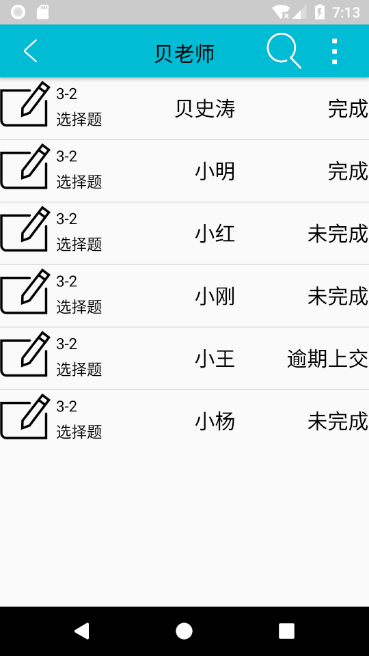 7:13
贝老师
3-2
选择题 贝史涛 完成
3-2
选择题 小明 完成
3-2
选择题 小红 未完成
3-2
选择题 小刚 未完成
3-2
选择题 小王 逾期上交
3-2
选择题 小杨 未完成